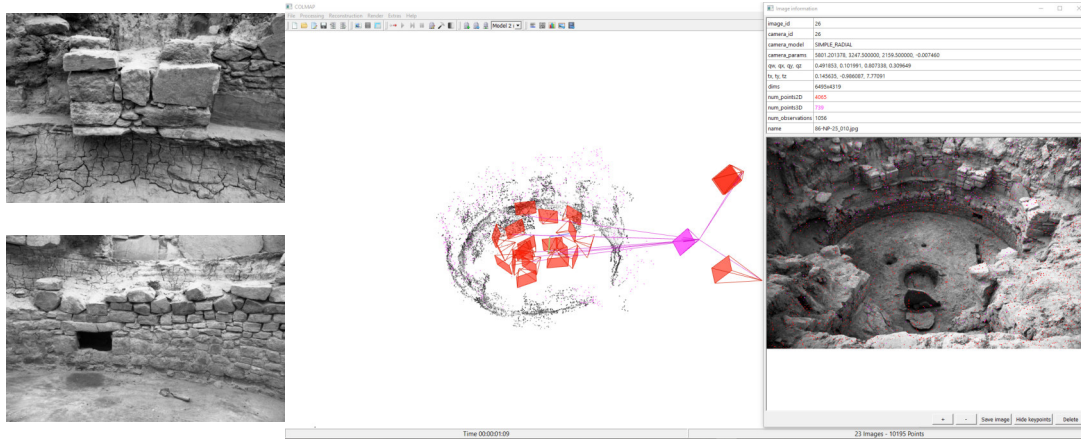 COLMAP
File Processing Reconstruction Render Extras Help
Model 2
Time 00:00:01:09
23 Images - 10195 Points
Image information
image_id 26
camera_id 26
camera_model SIMPLE_RADIAL
camera_params 5801.201378, 3247.500000, 2159.500000, -0.007460
qw, qx, qy, qz 0.491853, 0.101991, 0.807338, 0.309649
tx, ty, tz 0.145635, -0.986087, 7.77091
dims 6495x4319
num_points2D 4065
num_points3D 739
num_observations 1056
name 86-NP-25_010.jpg
+ - Save image Hide keypoints Delete